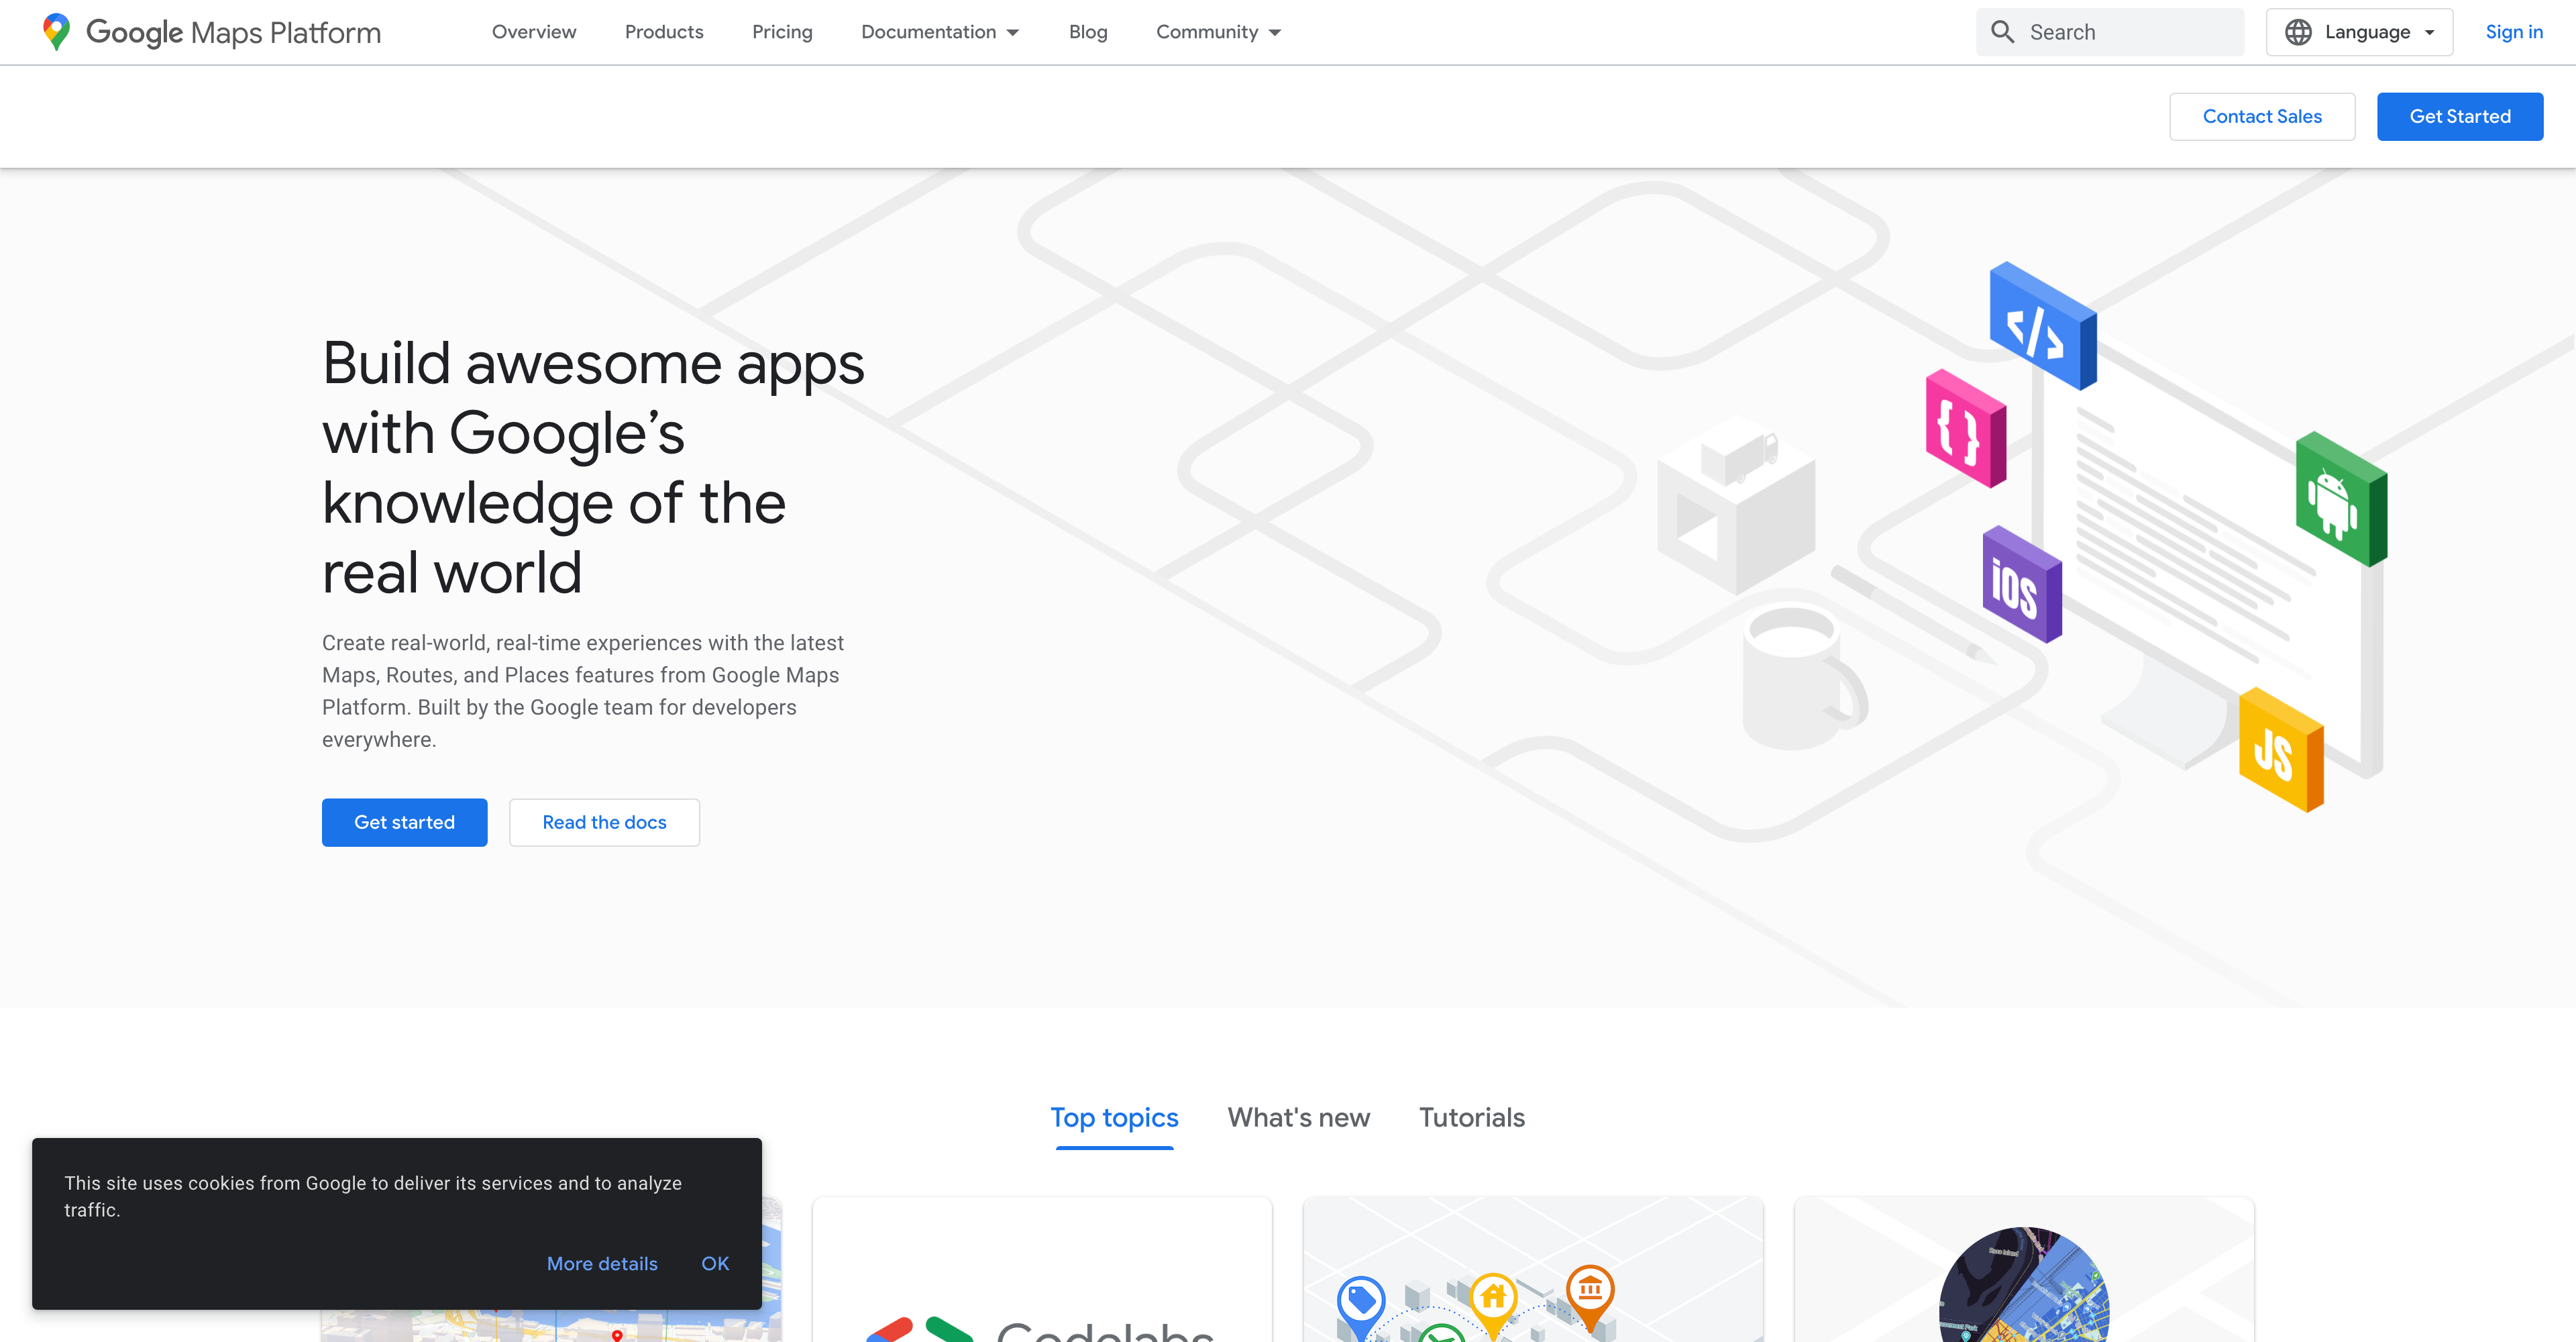 Google Maps Platform
Overview
Products
Pricing
Documentation
Blog
Community
Search
Language
Sign in
Contact Sales
Get Started
Build awesome apps
with Google’s
knowledge of the
real world
Create real-world, real-time experiences with the latest
Maps, Routes, and Places features from Google Maps
Platform. Built by the Google team for developers
everywhere.
Get started
Read the docs
</>
{ }
iOS
JS
Top topics
What's new
Tutorials
This site uses cookies from Google to deliver its services and to analyze
traffic.
More details
OK
Codelabs